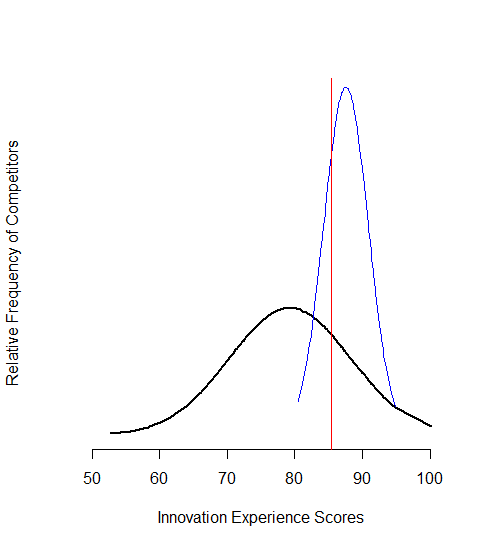 Relative Frequency of Competitors
50 60 70 80 90 100
Innovation Experience Scores